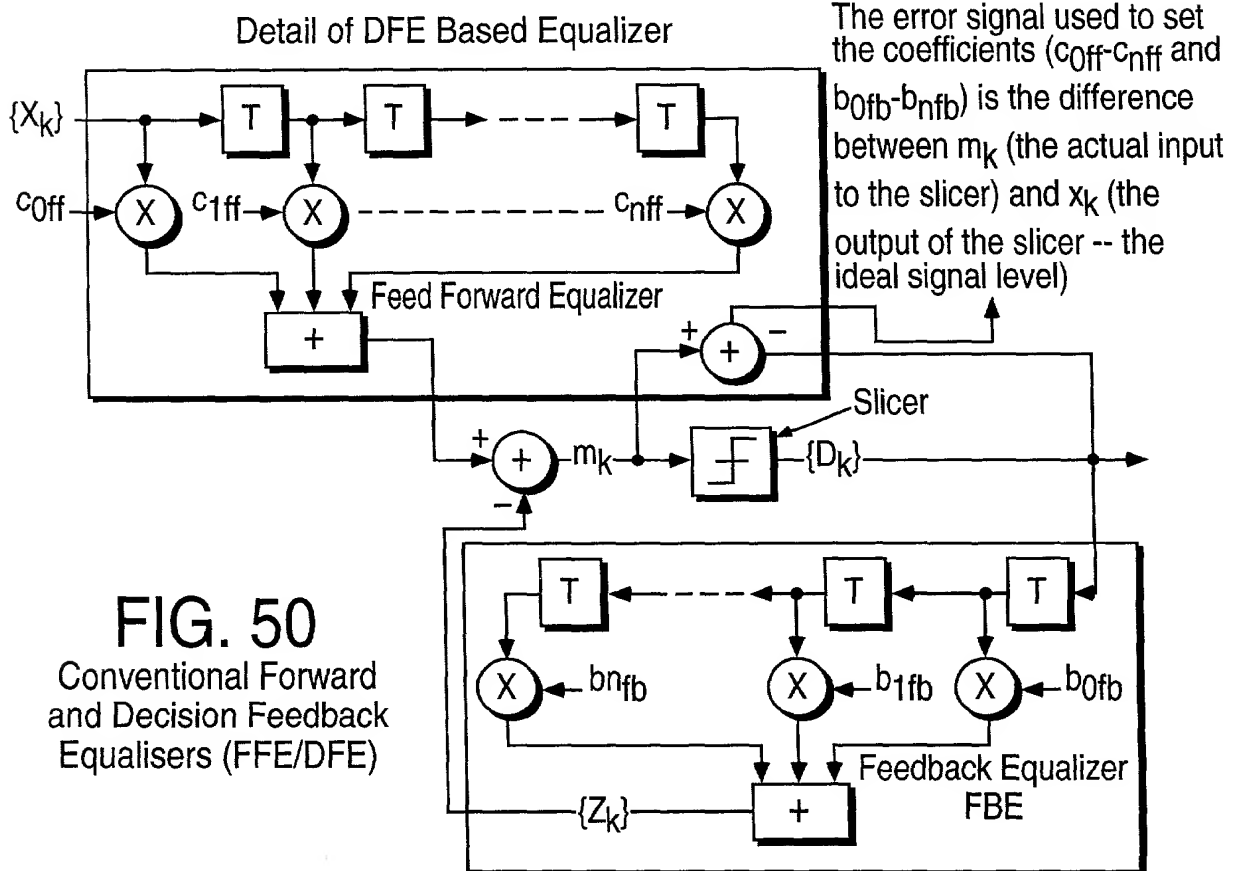 Detail of DFE Based Equalizer
The error signal used to set
the coefficients (c0ff-cnff and
b0fb-bnfb) is the difference
between mk (the actual input
to the slicer) and xk (the
output of the slicer -- the
ideal signal level)
{Xk}
T
T
T
c0ff
X
c1ff
X
cnff
X
Feed Forward Equalizer
+
+
+
−
Slicer
+
+
−
mk
{Dk}
T
T
T
X
bnfb
X
b1fb
X
b0fb
Feedback Equalizer
FBE
{Zk}
+
FIG. 50
Conventional Forward
and Decision Feedback
Equalisers (FFE/DFE)